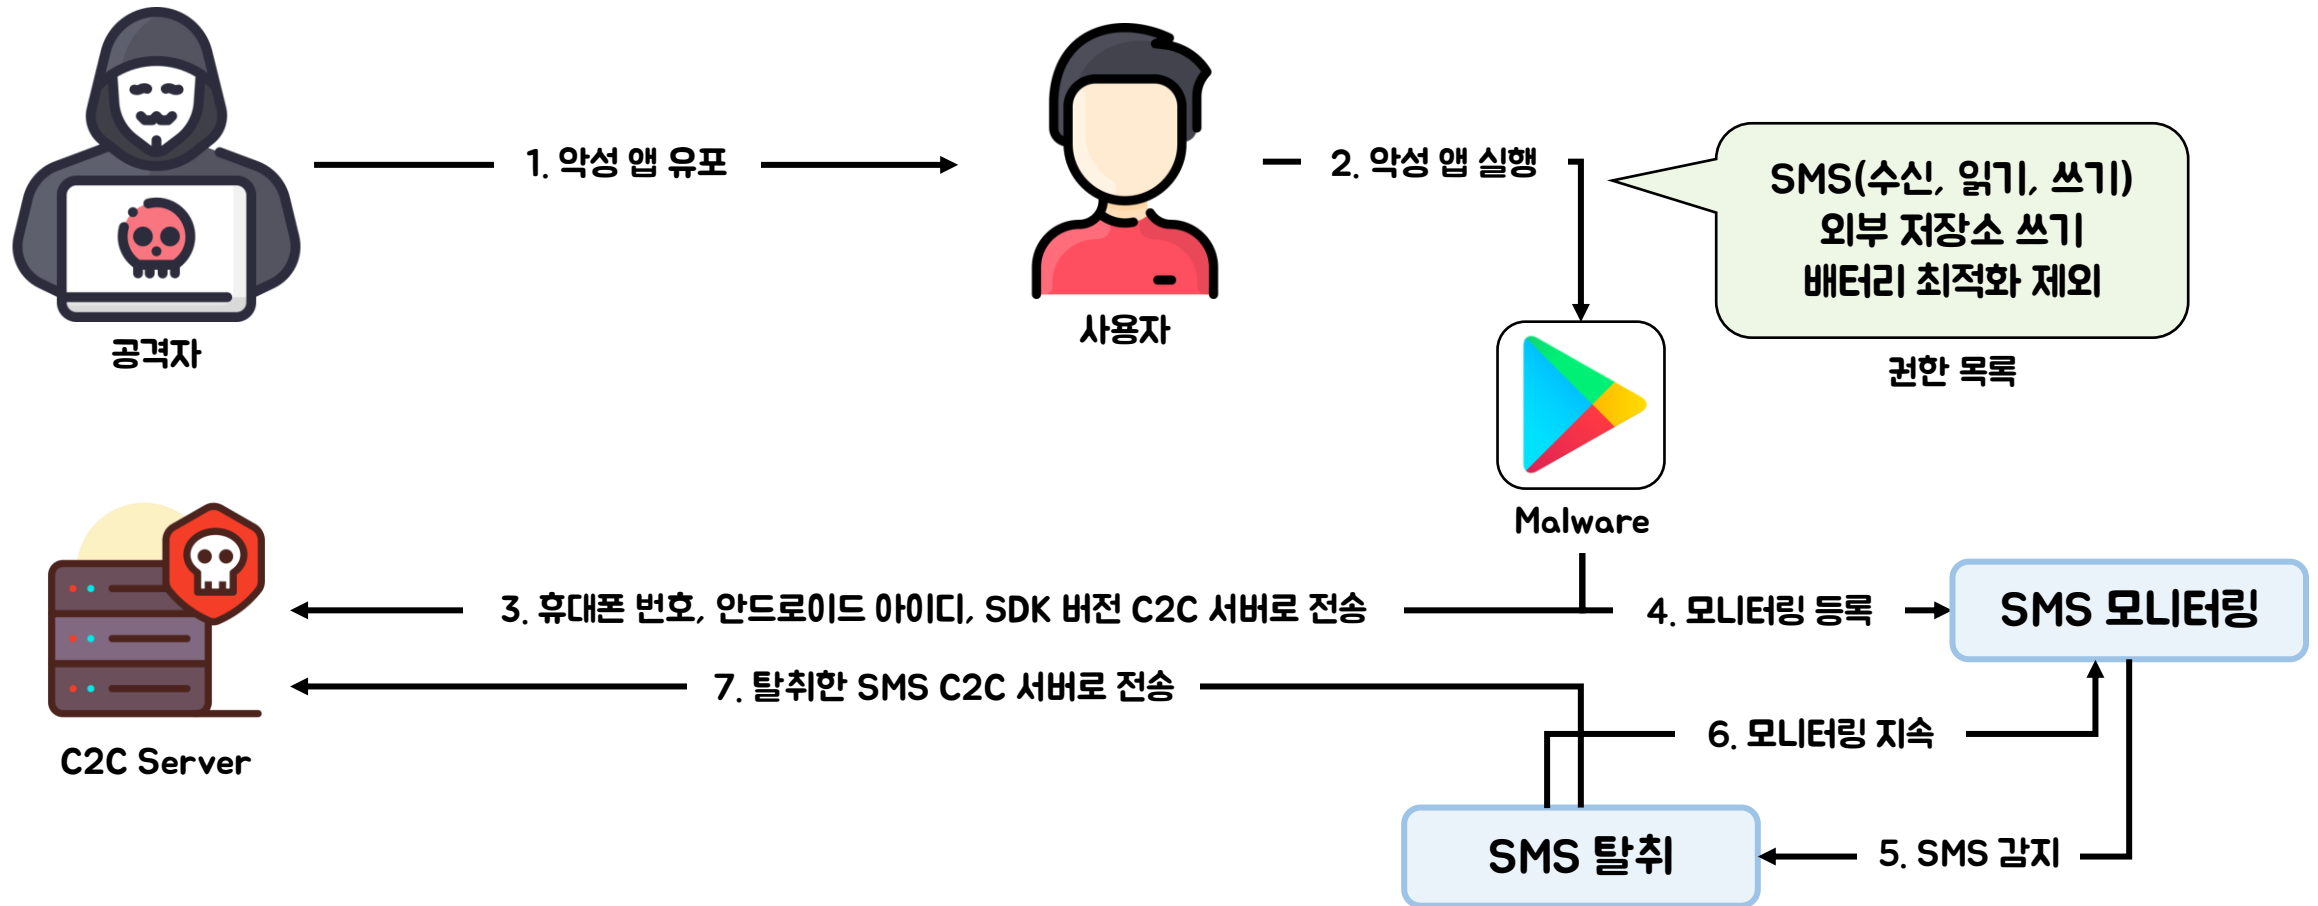 1. 악성 앱 유포
2. 악성 앱 실행
SMS(수신, 읽기, 쓰기)
외부 저장소 쓰기
배터리 최적화 제외
권한 목록
공격자
사용자
Malware
3. 휴대폰 번호, 안드로이드 아이디, SDK 버전 C2C 서버로 전송
4. 모니터링 등록
SMS 모니터링
7. 탈취한 SMS C2C 서버로 전송
6. 모니터링 지속
C2C Server
SMS 탈취
5. SMS 감지